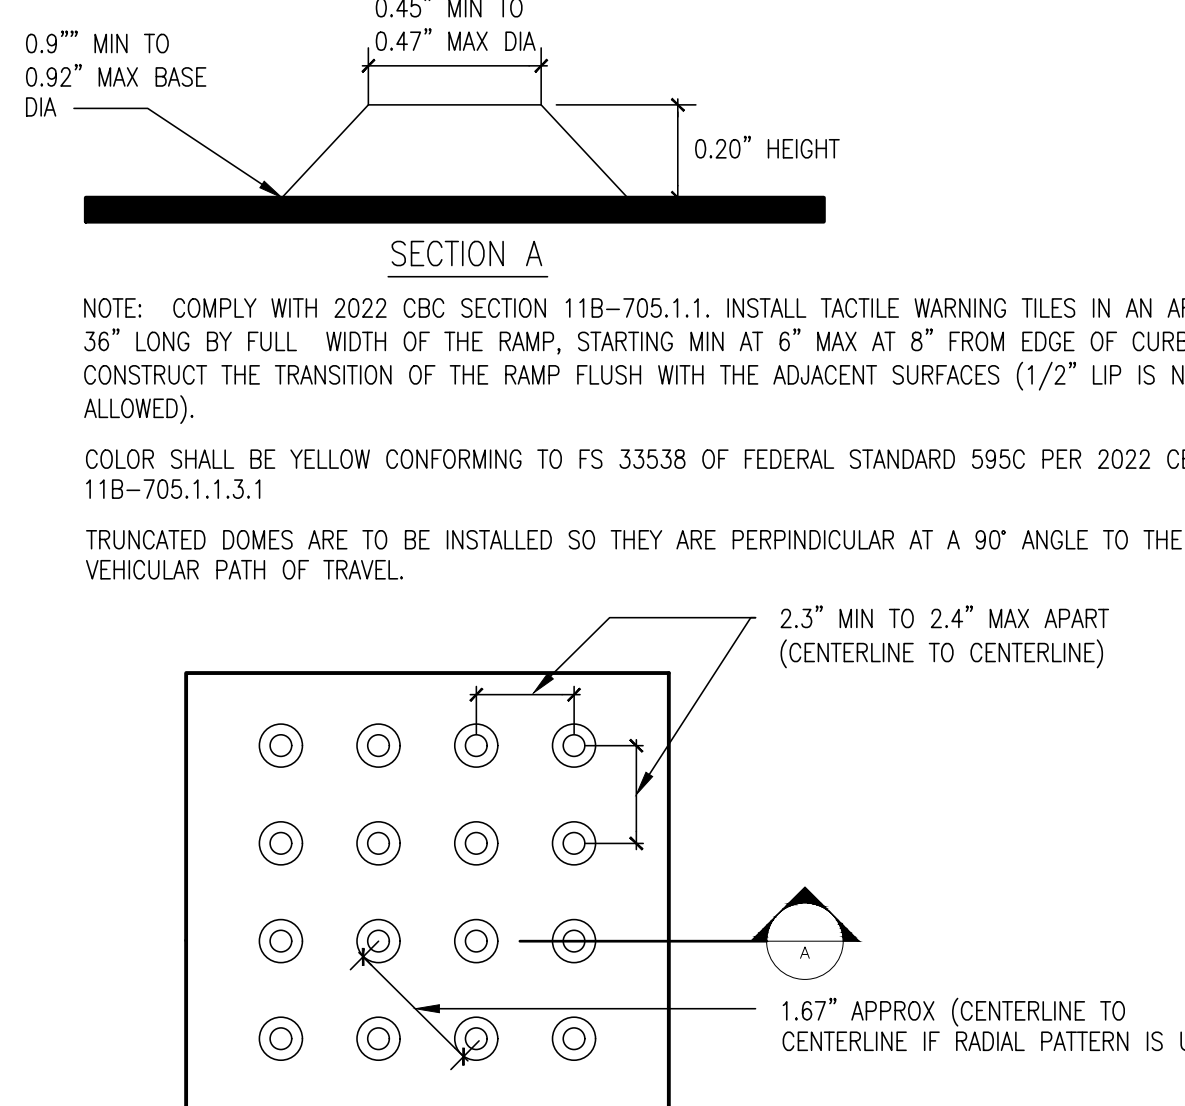 0.45” MIN TO
0.47” MAX DIA
0.9”” MIN TO
0.92” MAX BASE
DIA
0.20” HEIGHT
SECTION A
NOTE: COMPLY WITH 2022 CBC SECTION 11B-705.1.1. INSTALL TACTILE WARNING TILES IN AN
36” LONG BY FULL WIDTH OF THE RAMP, STARTING MIN AT 6” MAX AT 8” FROM EDGE OF
CONSTRUCT THE TRANSITION OF THE RAMP FLUSH WITH THE ADJACENT SURFACES (1/2” LIP IS
ALLOWED).
COLOR SHALL BE YELLOW CONFORMING TO FS 33538 OF FEDERAL STANDARD 595C PER 2022
11B-705.1.1.3.1
TRUNCATED DOMES ARE TO BE INSTALLED SO THEY ARE PERPINDICULAR AT A 90° ANGLE TO THE
VEHICULAR PATH OF TRAVEL.
2.3” MIN TO 2.4” MAX APART
(CENTERLINE TO CENTERLINE)
A
1.67” APPROX (CENTERLINE TO
CENTERLINE IF RADIAL PATTERN IS